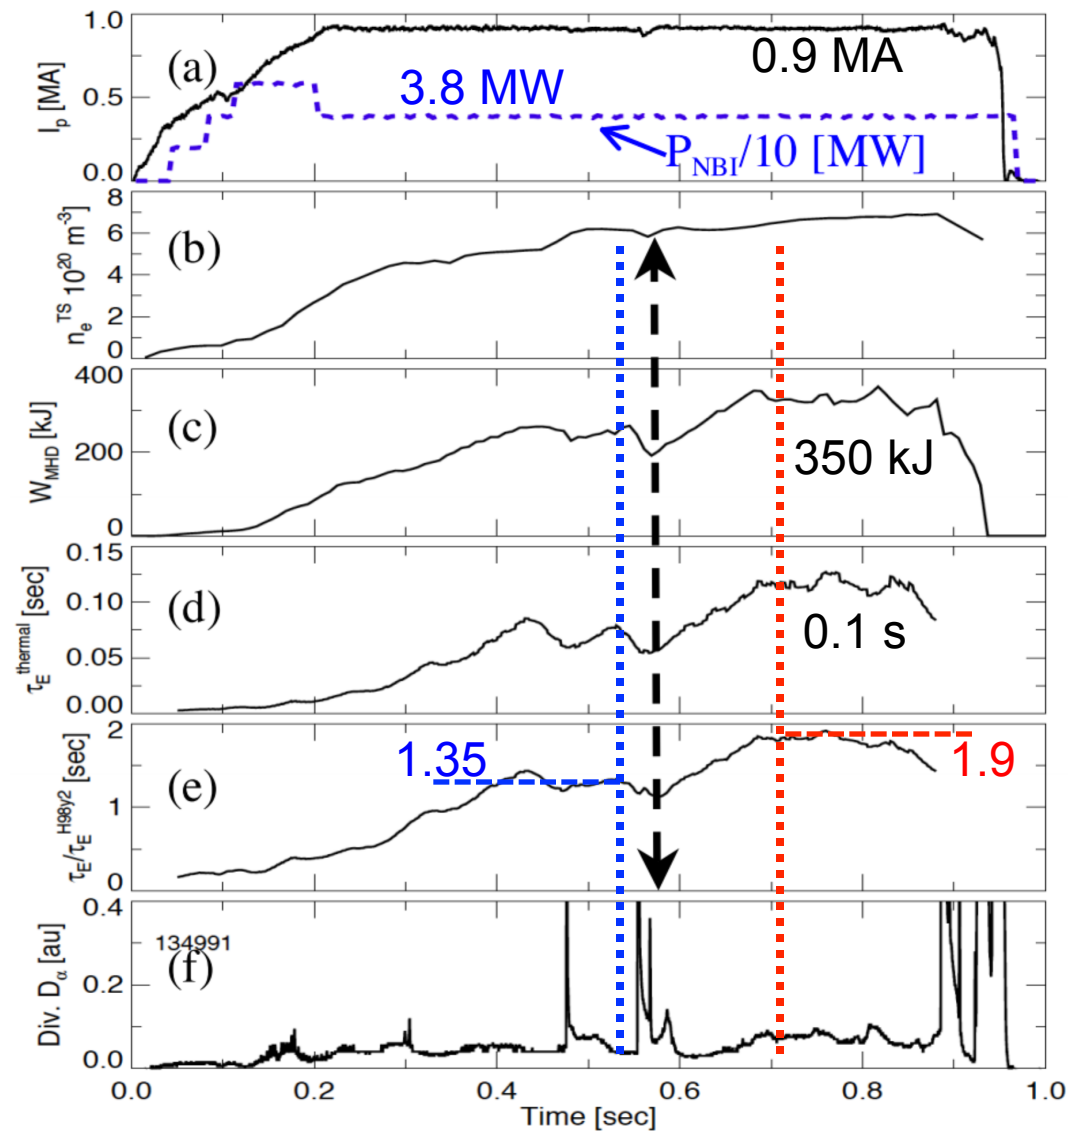 1.0
0.5
0.0
I_p [MA]
(a)
3.8 MW
0.9 MA
P_NBI/10 [MW]
8
6
4
2
0
n_e^TS 10^20 m^-3
(b)
400
200
0
W_MHD [kJ]
(c)
350 kJ
0.15
0.10
0.05
0.00
τ_E^thermal [sec]
(d)
0.1 s
2
1
0
τ_E/τ_E^H98y2 [sec]
(e)
1.35
1.9
0.4
0.2
0.0
Div. D_α [au]
134991
(f)
0.0 0.2 0.4 0.6 0.8 1.0
Time [sec]